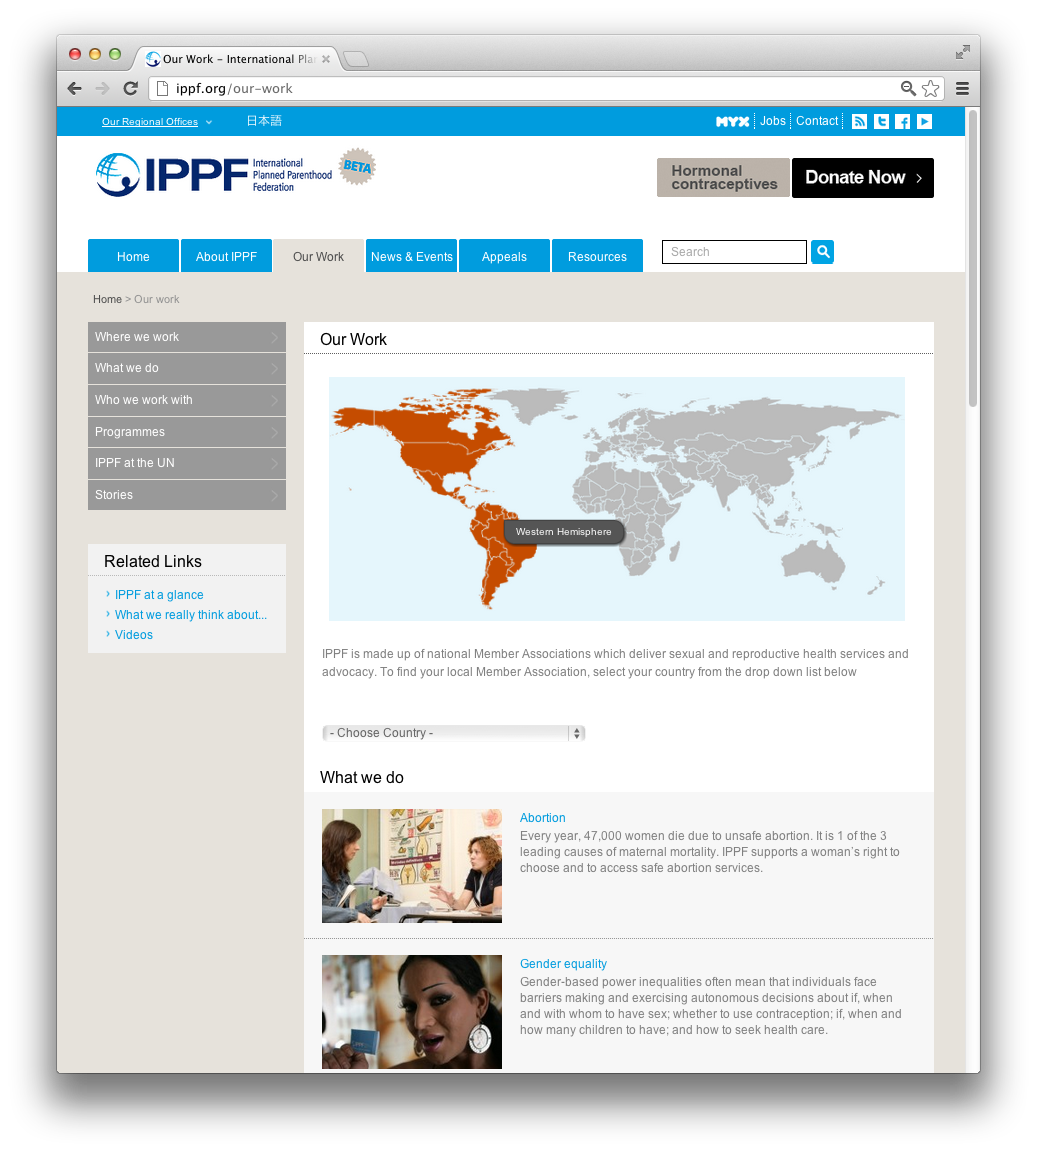 Our Work - International Pla
ippf.org/our-work
Our Regional Offices
日本語
MYX
Jobs
Contact
IPPF
International
Planned Parenthood
Federation
BETA
Hormonal
contraceptives
Donate Now
Home
About IPPF
Our Work
News & Events
Appeals
Resources
Search
Home > Our work
Where we work
What we do
Who we work with
Programmes
IPPF at the UN
Stories
Related Links
IPPF at a glance
What we really think about...
Videos
Our Work
Western Hemisphere
IPPF is made up of national Member Associations which deliver sexual and reproductive health services and
advocacy. To find your local Member Association, select your country from the drop down list below
- Choose Country -
What we do
Abortion
Every year, 47,000 women die due to unsafe abortion. It is 1 of the 3
leading causes of maternal mortality. IPPF supports a woman's right to
choose and to access safe abortion services.
Gender equality
Gender-based power inequalities often mean that individuals face
barriers making and exercising autonomous decisions about if, when
and with whom to have sex; whether to use contraception; if, when and
how many children to have; and how to seek health care.